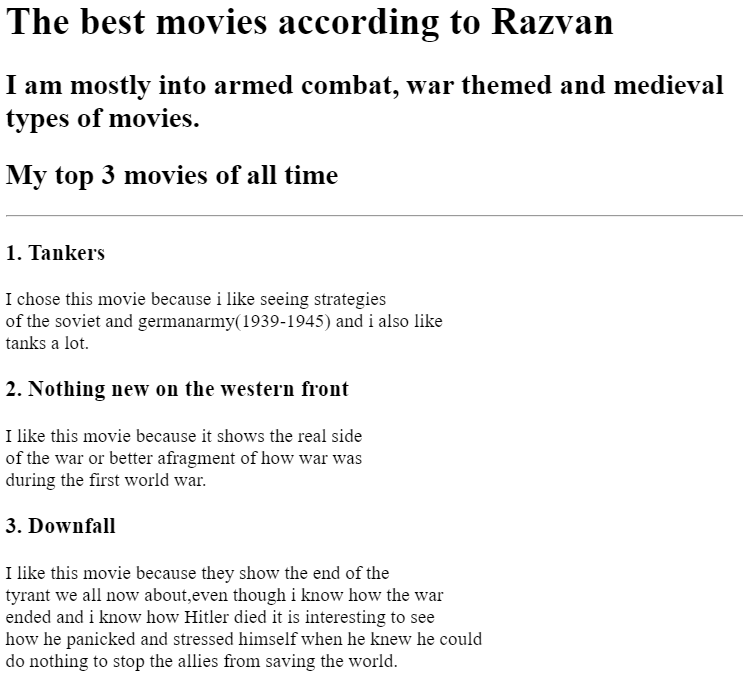 The best movies according to Razvan
I am mostly into armed combat, war themed and medieval
types of movies.
My top 3 movies of all time
1. Tankers
I chose this movie because i like seeing strategies
of the soviet and germanarmy(1939-1945) and i also like
tanks a lot.
2. Nothing new on the western front
I like this movie because it shows the real side
of the war or better afragment of how war was
during the first world war.
3. Downfall
I like this movie because they show the end of the
tyrant we all now about,even though i know how the war
ended and i know how Hitler died it is interesting to see
how he panicked and stressed himself when he knew he could
do nothing to stop the allies from saving the world.